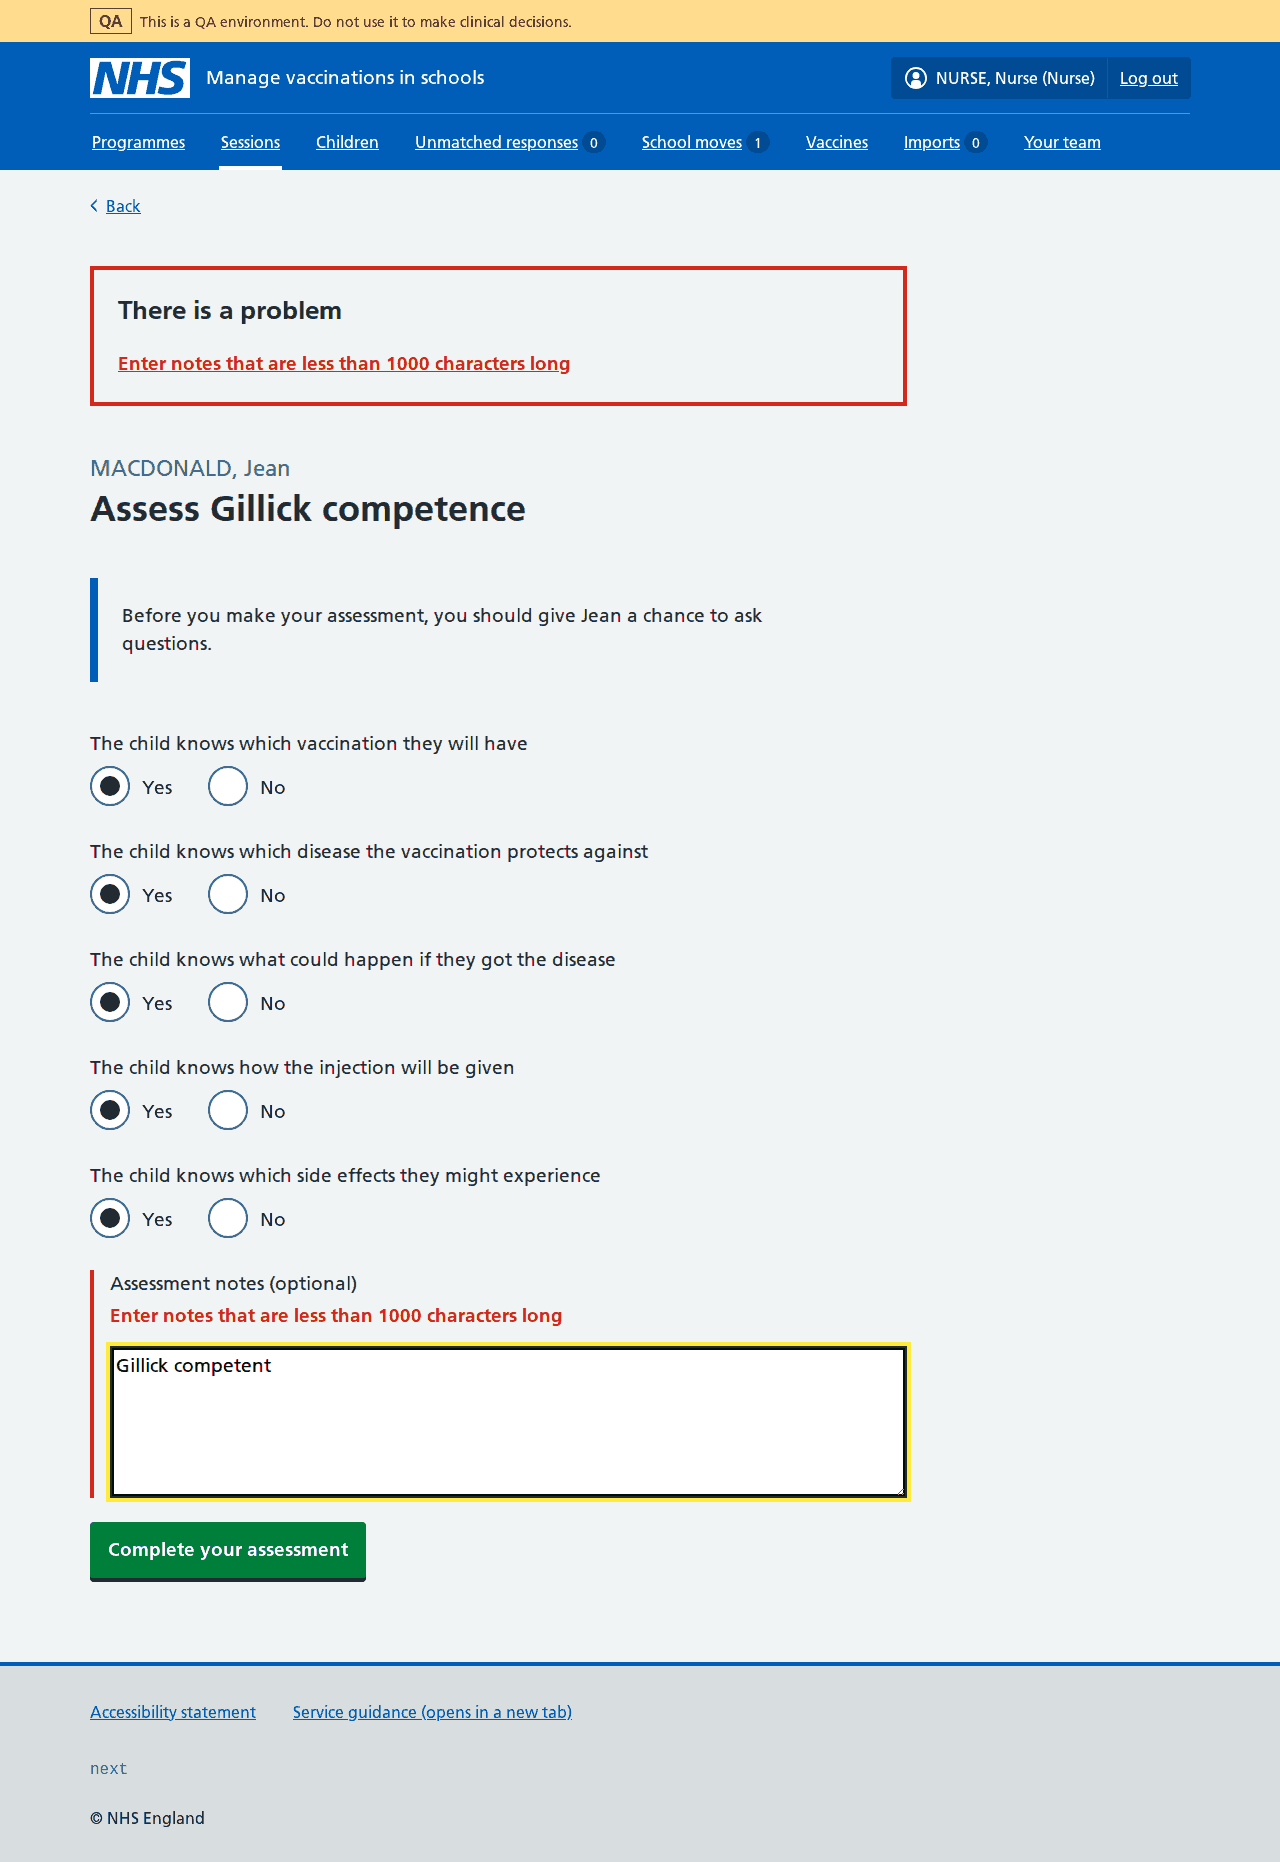 QA This is a QA environment. Do not use it to make clinical decisions.
NHS Manage vaccinations in schools NURSE, Nurse (Nurse) Log out
Programmes Sessions Children Unmatched responses 0 School moves 1 Vaccines Imports 0 Your team
Back
There is a problem
Enter notes that are less than 1000 characters long
MACDONALD, Jean
Assess Gillick competence
Before you make your assessment, you should give Jean a chance to ask
questions.
The child knows which vaccination they will have
Yes No
The child knows which disease the vaccination protects against
Yes No
The child knows what could happen if they got the disease
Yes No
The child knows how the injection will be given
Yes No
The child knows which side effects they might experience
Yes No
Assessment notes (optional)
Enter notes that are less than 1000 characters long
Gillick competent
Complete your assessment
Accessibility statement Service guidance (opens in a new tab)
next
© NHS England